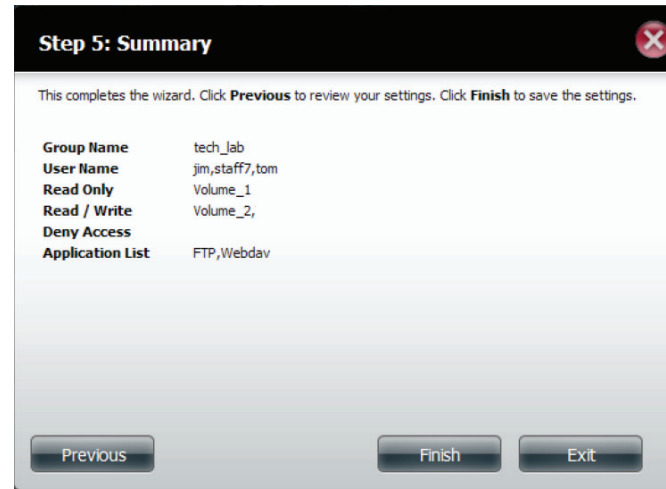 Step 5: Summary
This completes the wizard. Click Previous to review your settings. Click Finish to save the settings.
Group Name tech_lab
User Name jim,staff7,tom
Read Only Volume_1
Read / Write Volume_2,
Deny Access
Application List FTP,Webdav
Previous Finish Exit